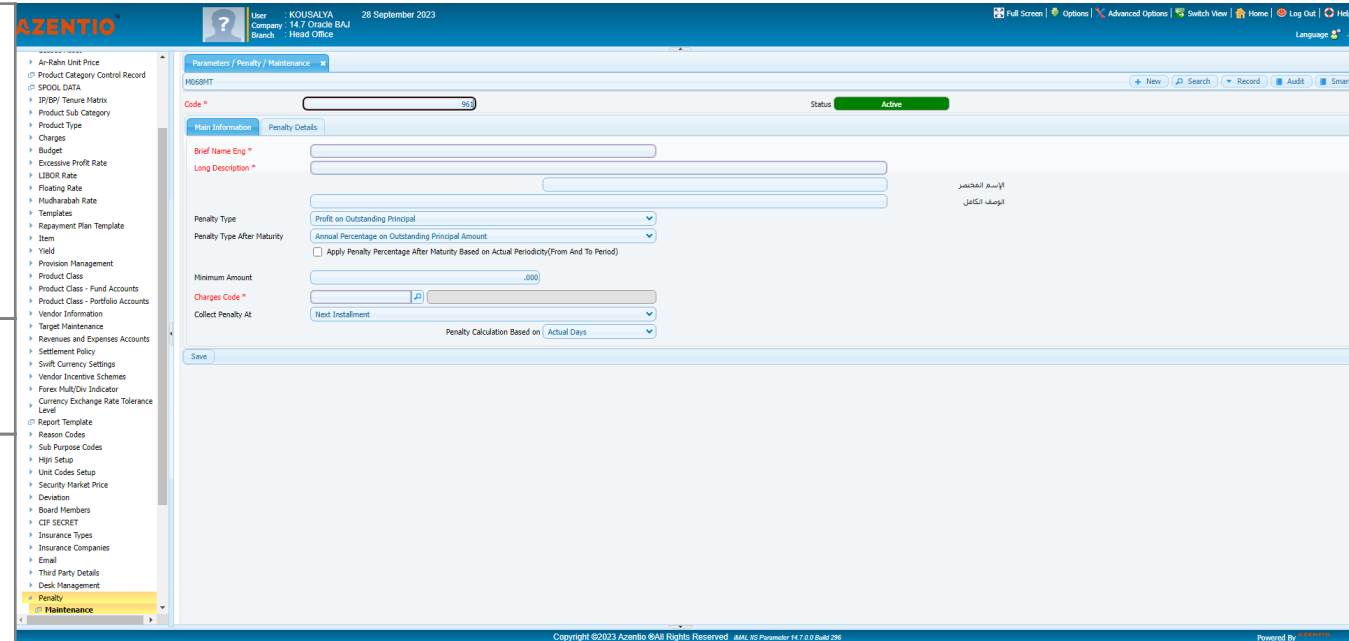 AZENTIO
User : KOUSALYA 28 September 2023
Company : 147 Oracle BAJ
Branch : Head Office
Full Screen | Options | Advanced Options | Switch View | Home | Log Out | Help
Language
Ar-Rahn Unit Price
Product Category Control Record
SPOOL DATA
IP/BP/ Tenure Matrix
Product Sub Category
Product Type
Charges
Budget
Excessive Profit Rate
LIBOR Rate
Floating Rate
Mudharabah Rate
Templates
Repayment Plan Template
Item
Yield
Provision Management
Product Class
Product Class - Fund Accounts
Product Class - Portfolio Accounts
Vendor Information
Target Maintenance
Revenues and Expenses Accounts
Settlement Policy
Swift Currency Settings
Vendor Incentive Schemes
Forex Mult/Div Indicator
Currency Exchange Rate Tolerance
Level
Report Template
Reason Codes
Sub Purpose Codes
Hijri Setup
Unit Codes Setup
Security Market Price
Deviation
Board Members
CIF SECRET
Insurance Types
Insurance Companies
Email
Third Party Details
Desk Management
Penalty
Maintenance
Parameters / Penalty / Maintenance x
M068MT
+ New Search Record Audit Smar
Code * 961 Status Active
Main Information Penalty Details
Brief Name Eng *
Long Description *
الإسم المختصر
الوصف الكامل
Penalty Type Profit on Outstanding Principal
Penalty Type After Maturity Annual Percentage on Outstanding Principal Amount
Apply Penalty Percentage After Maturity Based on Actual Periodicity(From And To Period)
Minimum Amount .000
Charges Code *
Collect Penalty At Next Installment
Penalty Calculation Based on Actual Days
Save
Copyright ©2023 Azentio ®All Rights Reserved iMAL IIS Parameter 14.7.0.0 Build 296
Powered By AZENTIO